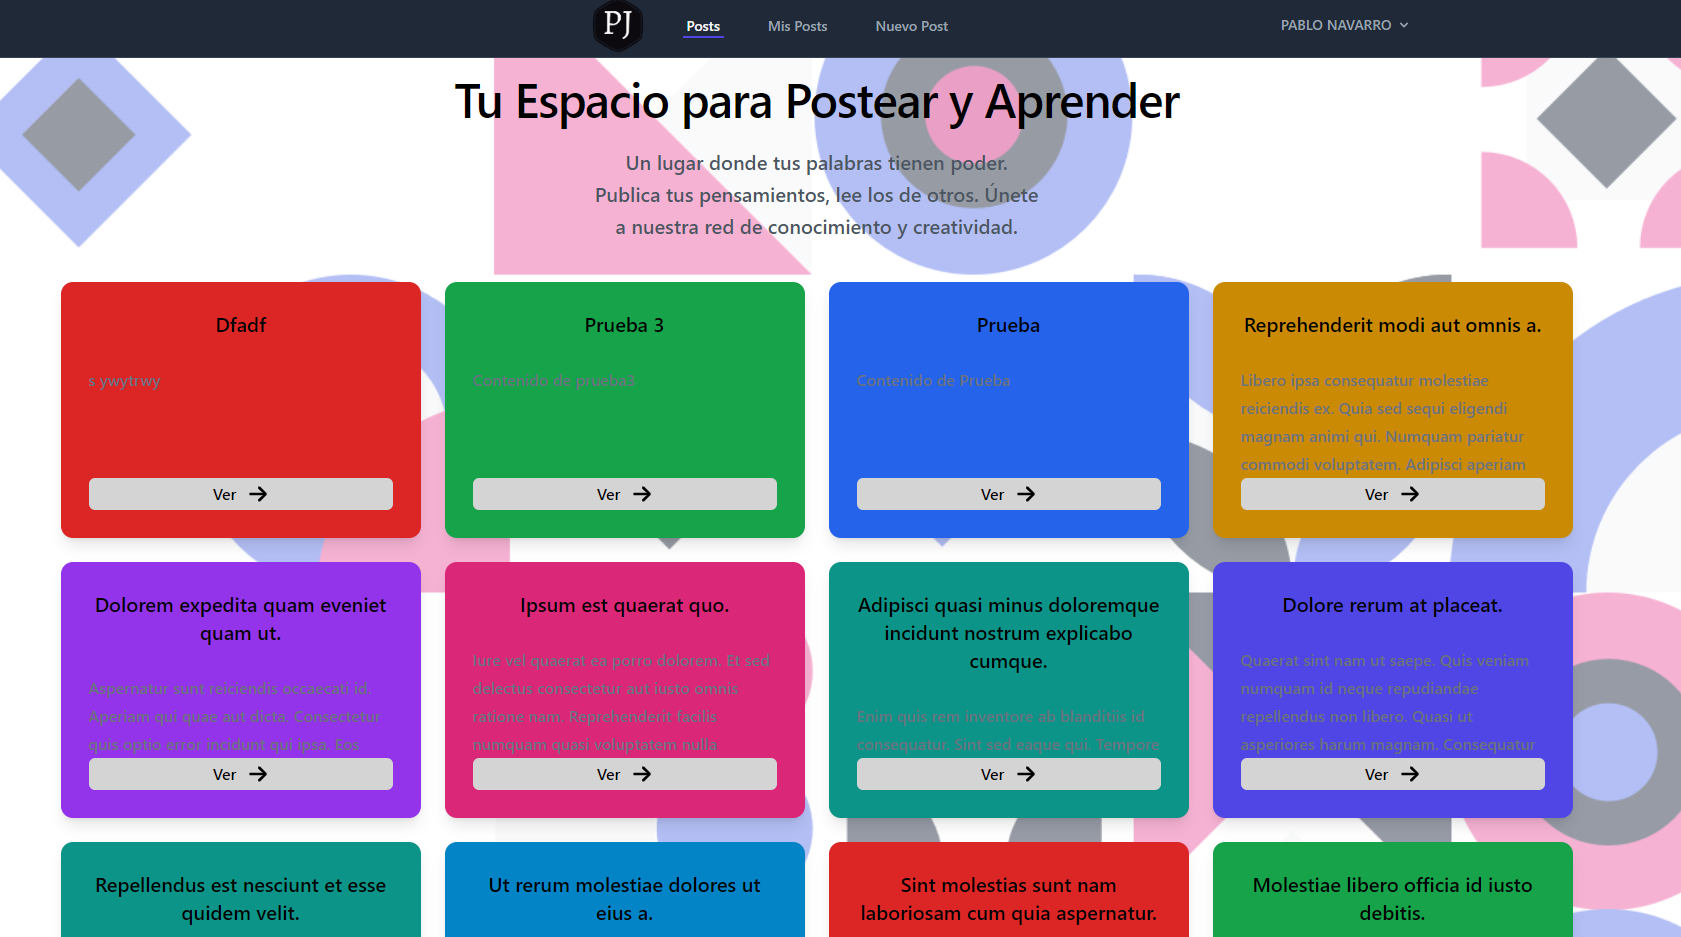 PJ
Posts
Mis Posts
Nuevo Post
PABLO NAVARRO
Tu Espacio para Postear y Aprender
Un lugar donde tus palabras tienen poder.
Publica tus pensamientos, lee los de otros. Únete
a nuestra red de conocimiento y creatividad.
Dfadf
s ywytrwy
Ver
Prueba 3
Contenido de prueba3
Ver
Prueba
Contenido de Prueba
Ver
Reprehenderit modi aut omnis a.
Libero ipsa consequatur molestiae
reiciendis ex. Quia sed sequi eligendi
magnam animi qui. Numquam pariatur
commodi voluptatem. Adipisci aperiam
Ver
Dolorem expedita quam eveniet
quam ut.
Aspernatur sunt reiciendis occaecati id.
Aperiam qui quae aut dicta. Consectetur
quis optio error incidunt qui ipsa. Eos
Ver
Ipsum est quaerat quo.
Iure vel quaerat ea porro dolorem. Et sed
delectus consectetur aut iusto omnis
ratione nam. Reprehenderit facilis
numquam quasi voluptatem nulla
Ver
Adipisci quasi minus doloremque
incidunt nostrum explicabo
cumque.
Enim quis rem inventore ab blanditiis id
consequatur. Sint sed eaque qui. Tempore
Ver
Dolore rerum at placeat.
Quaerat sint nam ut saepe. Quis veniam
numquam id neque repudiandae
repellendus non libero. Quasi ut
asperiores harum magnam. Consequatur
Ver
Repellendus est nesciunt et esse
quidem velit.
Ut rerum molestiae dolores ut
eius a.
Sint molestias sunt nam
laboriosam cum quia aspernatur.
Molestiae libero officia id iusto
debitis.